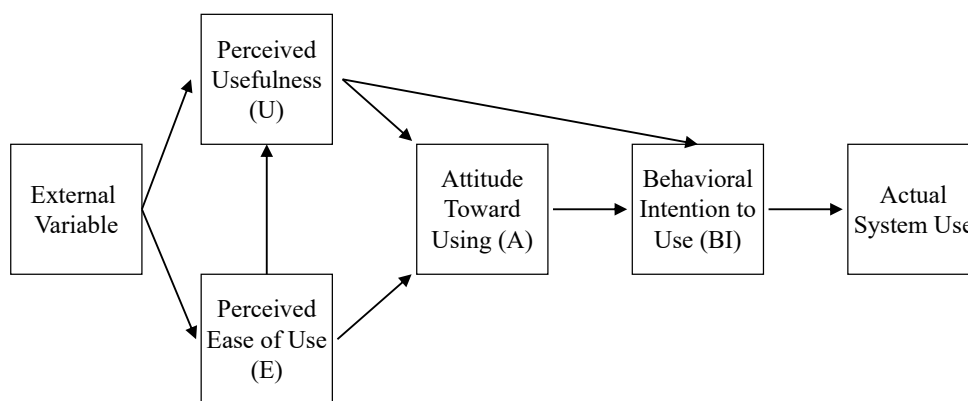 Perceived
Usefulness
(U)
External
Variable
Attitude
Toward
Using (A)
Behavioral
Intention to
Use (BI)
Actual
System Use
Perceived
Ease of Use
(E)